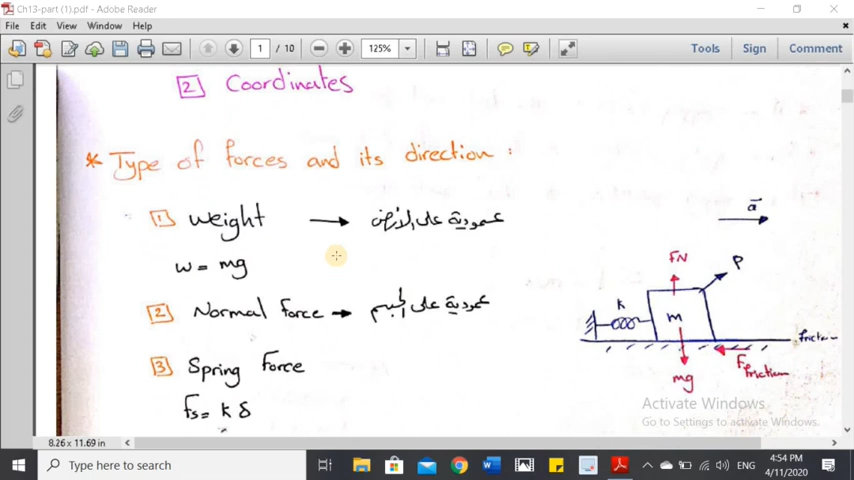 Ch13-part (1).pdf - Adobe Reader
File Edit View Window Help
1 / 10 125% Tools Sign Comment
2 Coordinates
* Type of forces and its direction :
1 weight → عمودية على الأرض
w = mg
2 Normal force → عمودية على الجسم
3 Spring Force
Fs = k δ
a
FN
P
k
m
friction
F friction
mg
Activate Windows
Go to Settings to activate Windows.
8.26 x 11.69 in
Type here to search
ENG
4:54 PM
4/11/2020